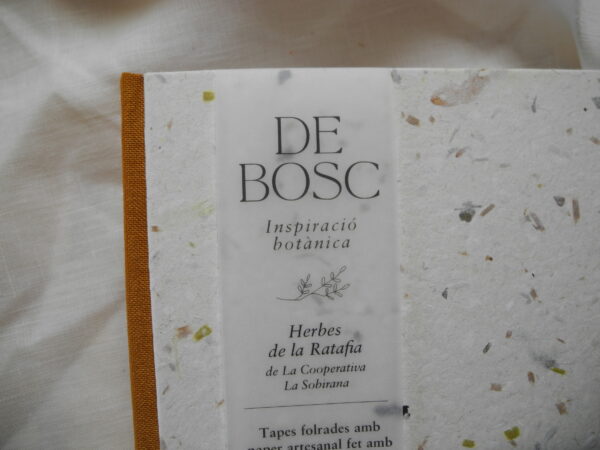 DE
BOSC
Inspiració
botànica
Herbes
de la Ratafia
de La Cooperativa
La Sobirana
Tapes folrades amb
paper artesanal fet amb